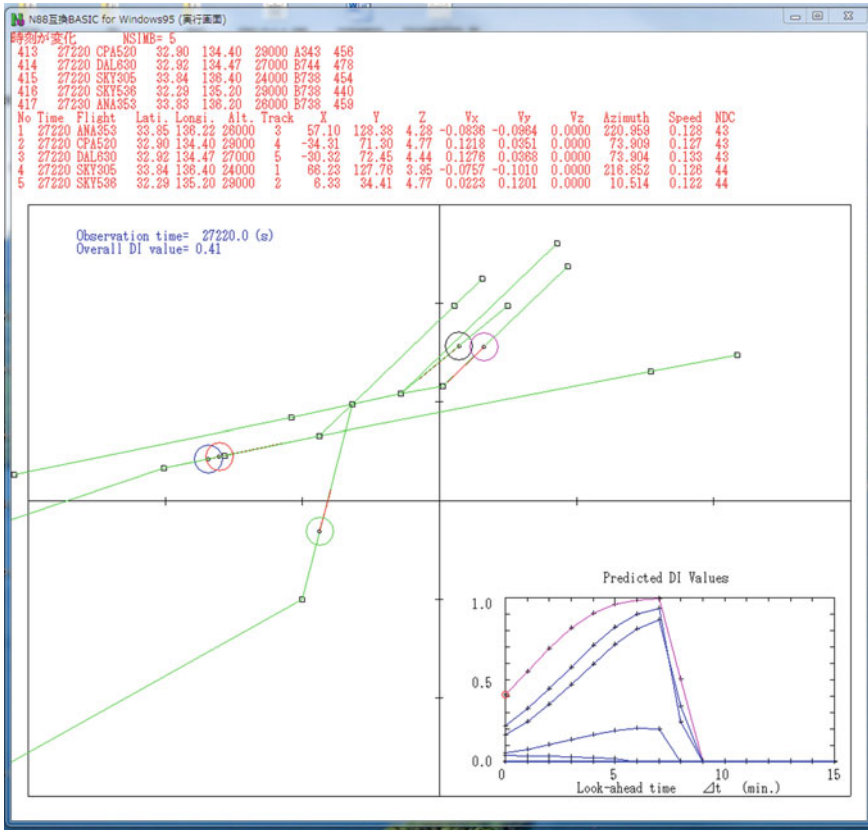 N88互換BASIC for Windows95 (実行画面)
時刻が変化 NSIMB= 5
413 27220 CPA520 32.90 134.40 29000 A343 456
414 27220 DAL630 32.92 134.47 27000 B744 478
415 27220 SKY305 33.84 136.40 24000 B738 454
416 27220 SKY536 32.29 135.20 29000 B738 440
417 27230 ANA353 33.83 136.20 26000 B738 459
No Time Flight Lati. Longi. Alt. Track X Y Z Vx Vy Vz Azimuth Speed NDC
1 27220 ANA353 33.85 136.22 26000 3 57.10 128.38 4.28 -0.0836 -0.0964 0.0000 220.959 0.128 43
2 27220 CPA520 32.90 134.40 29000 4 -34.31 71.30 4.77 0.1218 0.0351 0.0000 73.909 0.127 43
3 27220 DAL630 32.92 134.47 27000 5 -30.32 72.45 4.44 0.1276 0.0368 0.0000 73.904 0.133 43
4 27220 SKY305 33.84 136.40 24000 1 66.23 127.76 3.95 -0.0757 -0.1010 0.0000 216.852 0.126 44
5 27220 SKY536 32.29 135.20 29000 2 6.33 34.41 4.77 0.0223 0.1201 0.0000 10.514 0.122 44
Observation time= 27220.0 (s)
Overall DI value= 0.41
Predicted DI Values
1.0
0.5
0.0
0 5 10 15
Look-ahead time ⊿t (min.)